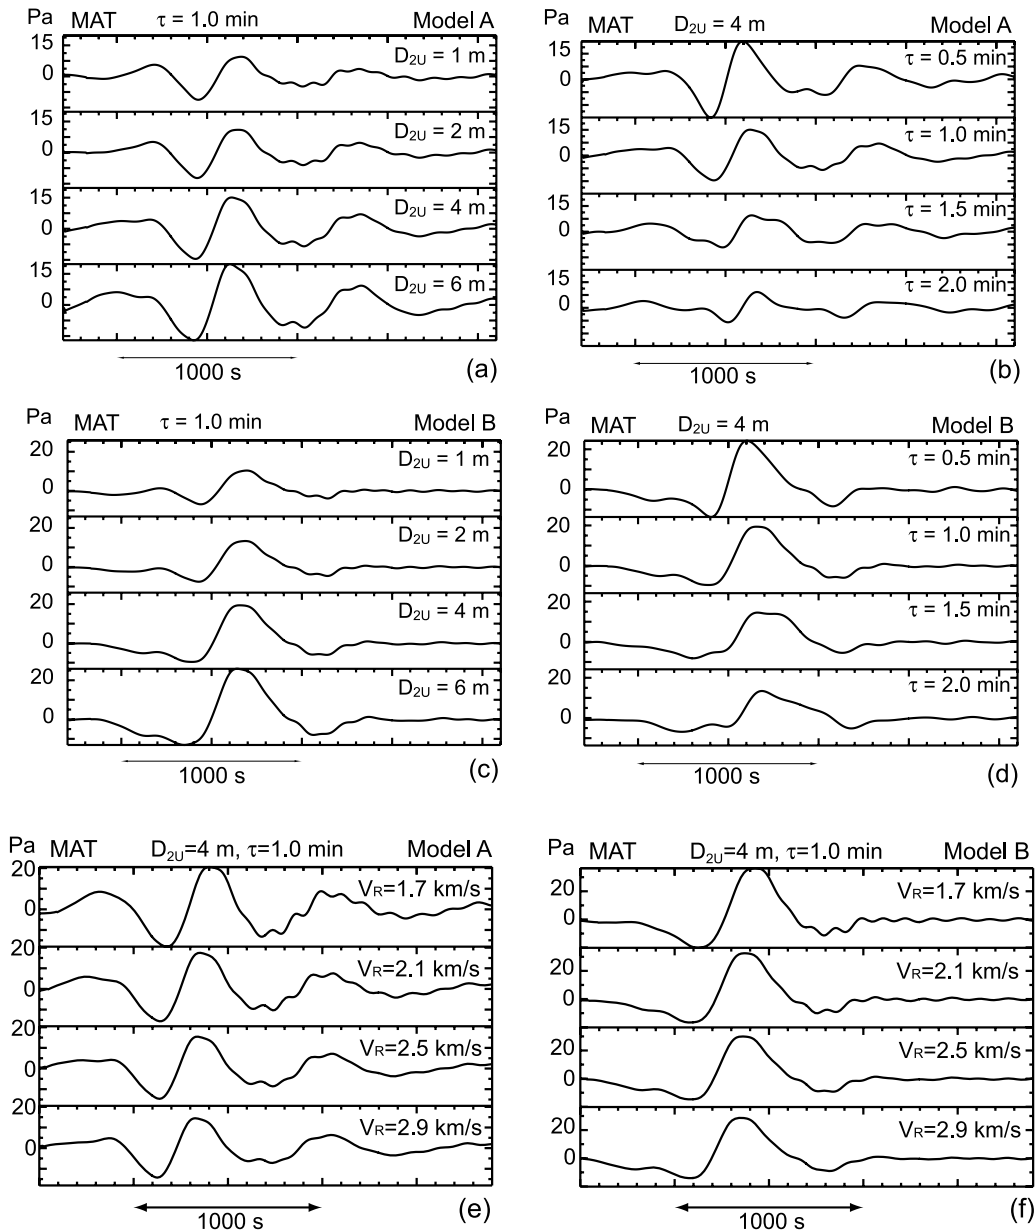 Pa MAT τ = 1.0 min Model A
15
0
D2U = 1 m
15
0
D2U = 2 m
15
0
D2U = 4 m
15
0
D2U = 6 m
1000 s
(a)
MAT D2U = 4 m Model A
15
0
τ = 0.5 min
15
0
τ = 1.0 min
15
0
τ = 1.5 min
15
0
τ = 2.0 min
1000 s
(b)
Pa MAT τ = 1.0 min Model B
20
0
D2U = 1 m
20
0
D2U = 2 m
20
0
D2U = 4 m
20
0
D2U = 6 m
1000 s
(c)
Pa MAT D2U = 4 m Model B
20
0
τ = 0.5 min
20
0
τ = 1.0 min
20
0
τ = 1.5 min
20
0
τ = 2.0 min
1000 s
(d)
Pa MAT D2U=4 m, τ=1.0 min Model A
20
0
VR=1.7 km/s
20
0
VR=2.1 km/s
20
0
VR=2.5 km/s
20
0
VR=2.9 km/s
1000 s
(e)
Pa MAT D2U=4 m, τ=1.0 min Model B
20
0
VR=1.7 km/s
20
0
VR=2.1 km/s
20
0
VR=2.5 km/s
20
0
VR=2.9 km/s
1000 s
(f)